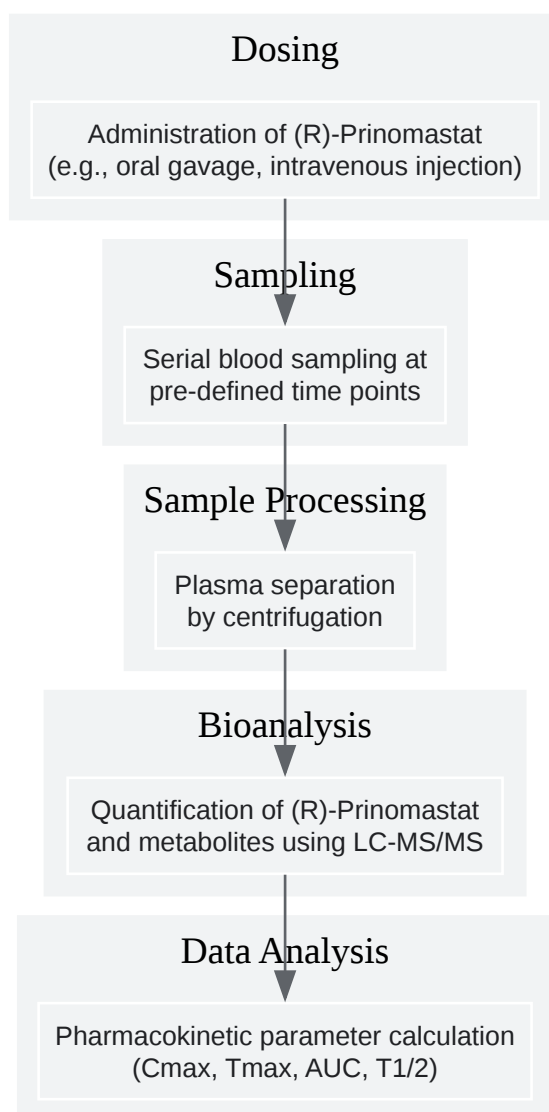 Dosing
Administration of (R)-Prinomastat
(e.g., oral gavage, intravenous injection)
Sampling
Serial blood sampling at
pre-defined time points
Sample Processing
Plasma separation
by centrifugation
Bioanalysis
Quantification of (R)-Prinomastat
and metabolites using LC-MS/MS
Data Analysis
Pharmacokinetic parameter calculation
(Cmax, Tmax, AUC, T1/2)